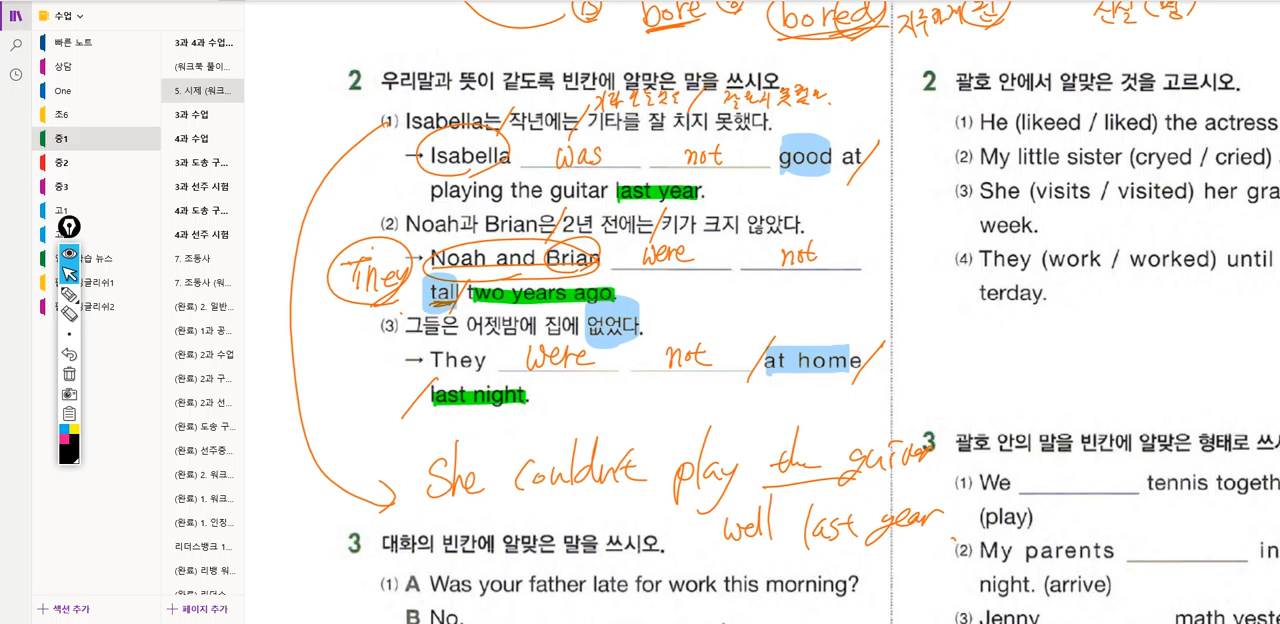 수업
빠른 노트
상담
One
초6
중1
중2
중3
고1
+ 섹션 추가
3과 4과 수업...
(워크북 풀이...
5. 시제 (워크...
3과 수업
4과 수업
3과 도송 구...
3과 선주 시험
4과 도송 구...
4과 선주 시험
7. 조동사
7. 조동사 (워...
(완료) 2. 일반...
(완료) 1과 공...
(완료) 2과 수업
(완료) 2과 구...
(완료) 2과 선...
(완료) 도송 구...
(완료) 선주중...
(완료) 2. 워크...
(완료) 1. 워크...
(완료) 1. 인칭...
리더스뱅크 1...
(완료) 리뱅 워...
+ 페이지 추가
bore
(bored)
2 우리말과 뜻이 같도록 빈칸에 알맞은 말을 쓰시오.
(1) Isabella는 작년에는 기타를 잘 치지 못했다.
→ Isabella was not good at
playing the guitar last year.
(2) Noah과 Brian은 2년 전에는 키가 크지 않았다.
They → Noah and Brian were not
tall two years ago.
(3) 그들은 어젯밤에 집에 없었다.
→ They were not at home
last night.
She couldn't play the guitar
well last year
3 대화의 빈칸에 알맞은 말을 쓰시오.
(1) A Was your father late for work this morning?
B No,
2 괄호 안에서 알맞은 것을 고르시오.
(1) He (likeed / liked) the actress
(2) My little sister (cryed / cried)
(3) She (visits / visited) her gra
week.
(4) They (work / worked) until
terday.
3 괄호 안의 말을 빈칸에 알맞은 형태로 쓰시
(1) We ________ tennis togeth
(play)
(2) My parents ________ in
night. (arrive)
(3) Jenny ________ math yeste